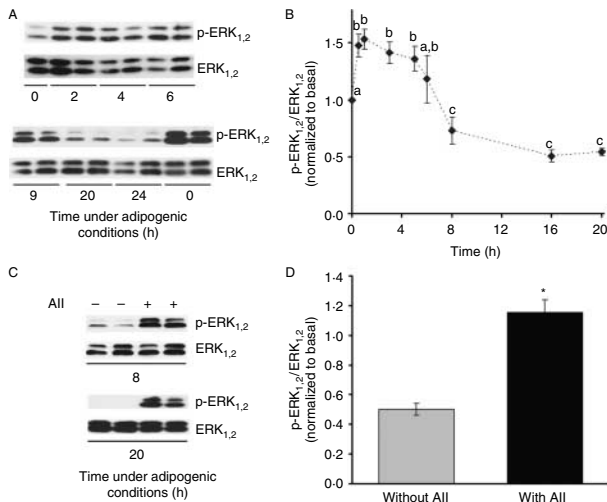 A
p-ERK1,2
ERK1,2
0 2 4 6
p-ERK1,2
ERK1,2
9 20 24 0
Time under adipogenic
conditions (h)
B
p-ERK1,2/ERK1,2
(normalized to basal)
1·5
1·0
0·5
0·0
a
b
b
b
b
a,b
c
c
c
0 4 8 12 16 20
Time (h)
C
AII – – + +
p-ERK1,2
ERK1,2
8
p-ERK1,2
ERK1,2
20
Time under adipogenic
conditions (h)
D
p-ERK1,2/ERK1,2
(normalized to basal)
1·4
1·2
1·0
0·8
0·6
0·4
0·2
0·0
*
Without AII With AII